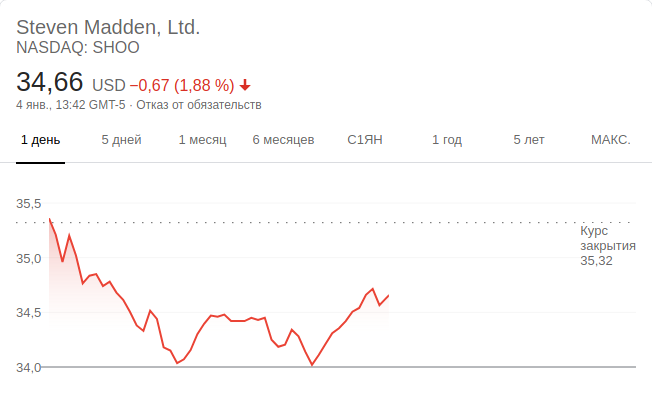 Steven Madden, Ltd.
NASDAQ: SHOO
34,66 USD −0,67 (1,88 %)
4 янв., 13:42 GMT-5 · Отказ от обязательств
1 день 5 дней 1 месяц 6 месяцев С1ЯН 1 год 5 лет МАКС.
35,5
Курс
закрытия
35,32
35,0
34,5
34,0